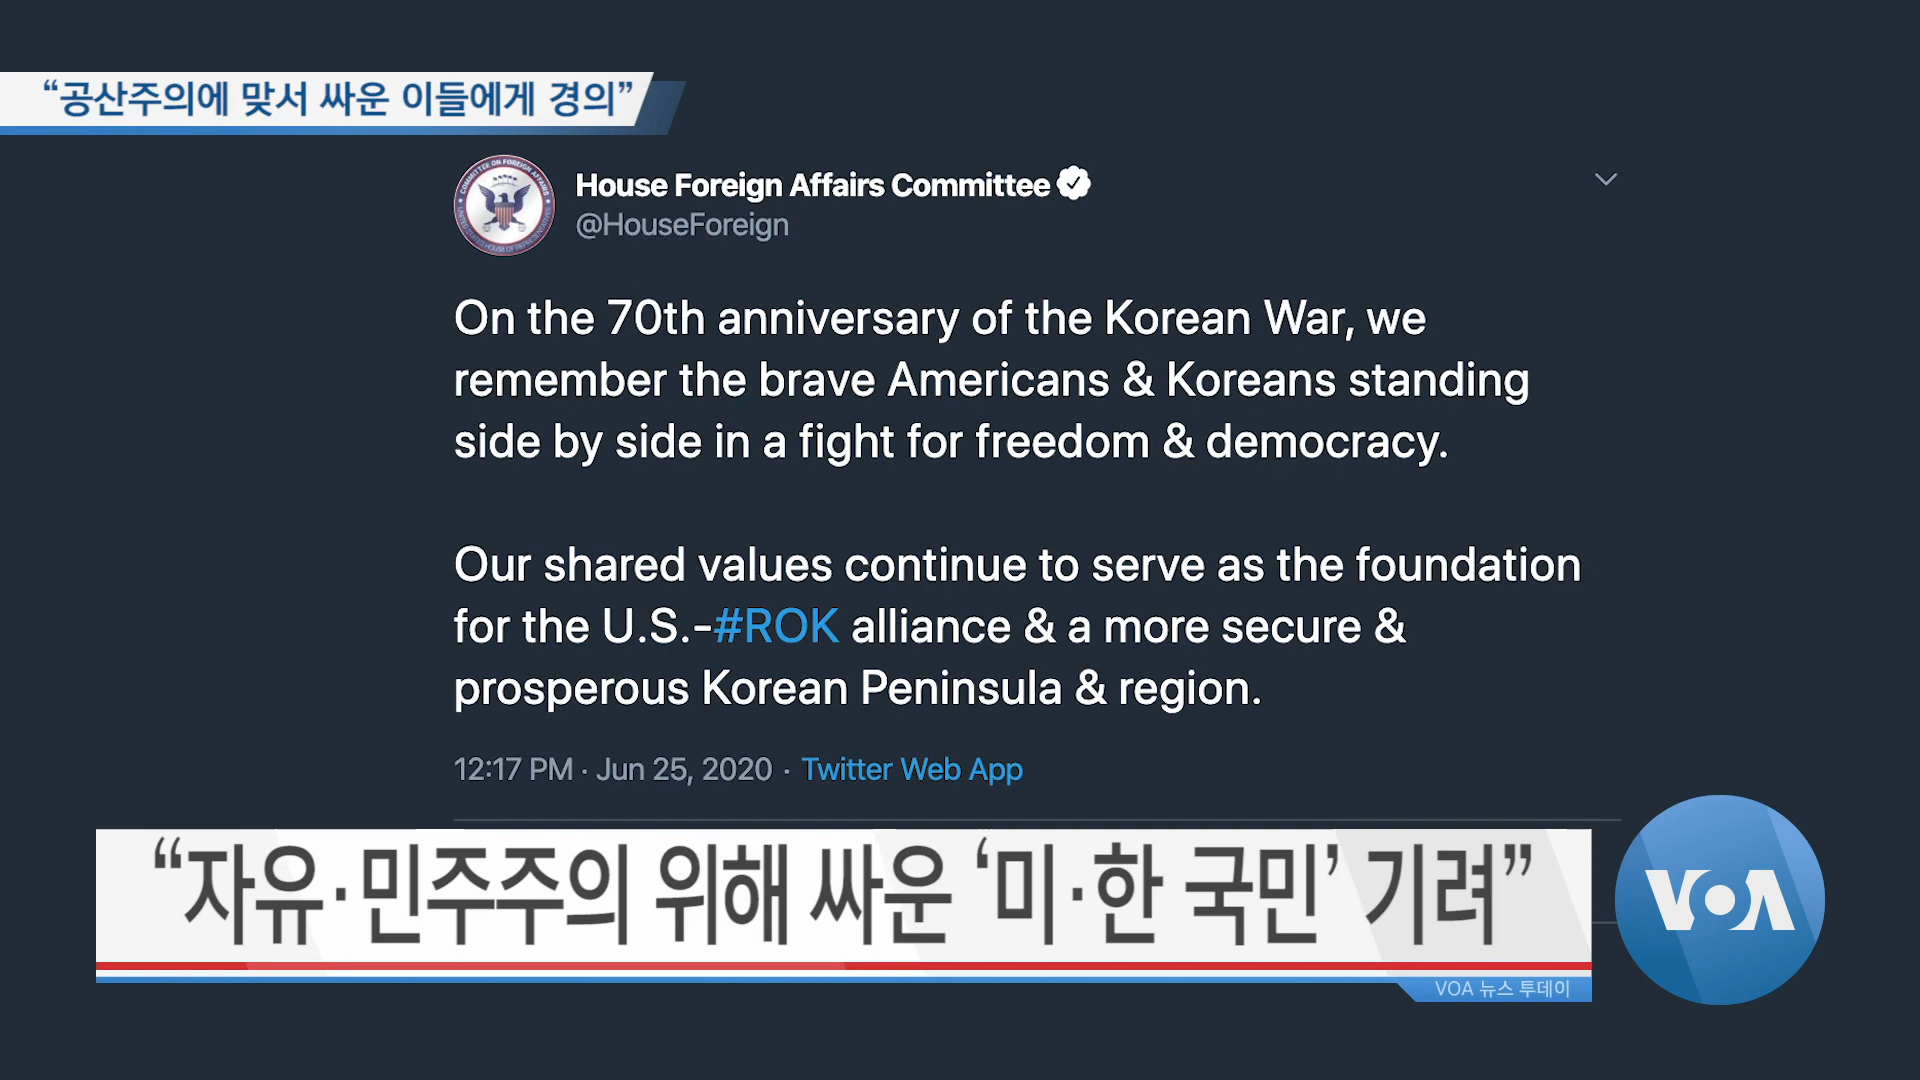 “공산주의에 맞서 싸운 이들에게 경의”
House Foreign Affairs Committee
@HouseForeign
On the 70th anniversary of the Korean War, we
remember the brave Americans & Koreans standing
side by side in a fight for freedom & democracy.
Our shared values continue to serve as the foundation
for the U.S.-#ROK alliance & a more secure &
prosperous Korean Peninsula & region.
12:17 PM · Jun 25, 2020 · Twitter Web App
“자유·민주주의 위해 싸운 ‘미·한 국민’ 기려”
VOA
VOA 뉴스 투데이